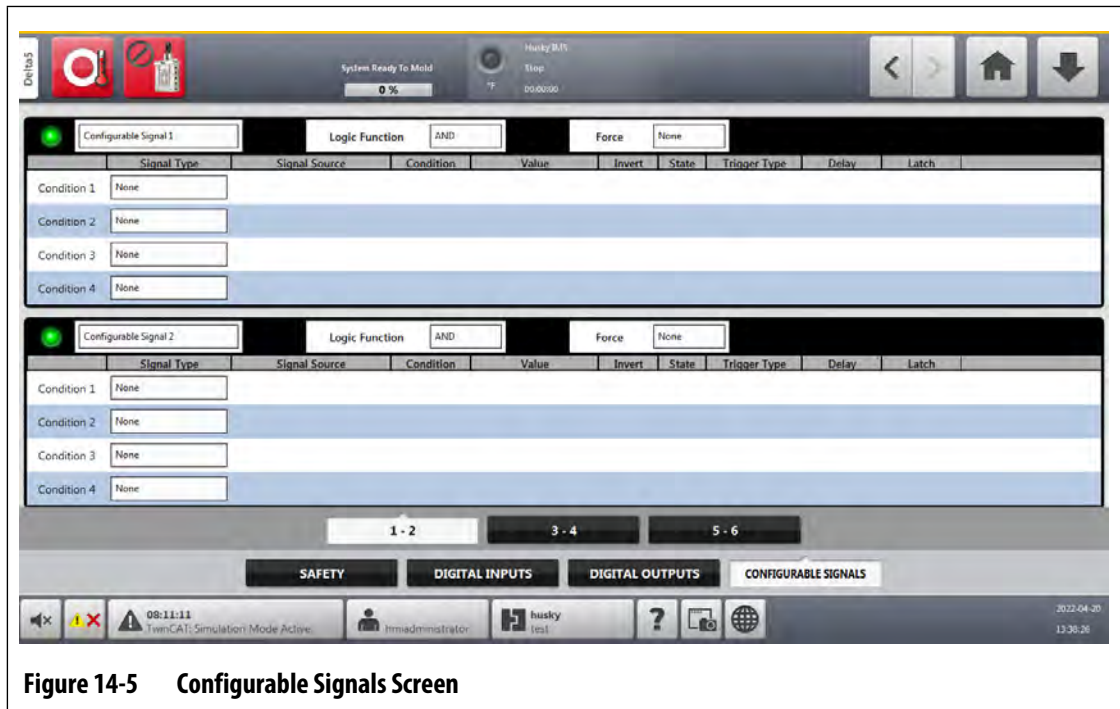 Delta5
System Ready To Mold
0 %
Husky IMS
Stop
°F 00:00:00
Configurable Signal 1 Logic Function AND Force None
Signal Type Signal Source Condition Value Invert State Trigger Type Delay Latch
Condition 1 None
Condition 2 None
Condition 3 None
Condition 4 None
Configurable Signal 2 Logic Function AND Force None
Signal Type Signal Source Condition Value Invert State Trigger Type Delay Latch
Condition 1 None
Condition 2 None
Condition 3 None
Condition 4 None
1 - 2 3 - 4 5 - 6
SAFETY DIGITAL INPUTS DIGITAL OUTPUTS CONFIGURABLE SIGNALS
08:11:11
TwinCAT: Simulation Mode Active
hmiadministrator
husky
test
?
2022-04-20
13:38:26
Figure 14-5 Configurable Signals Screen